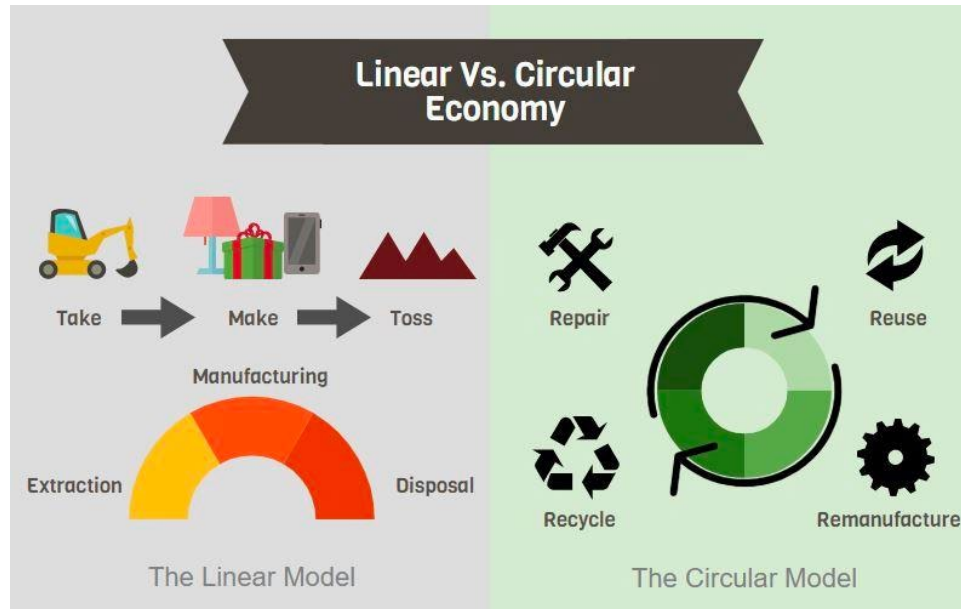 Linear Vs. Circular
Economy
Take
Make
Toss
Manufacturing
Extraction
Disposal
The Linear Model
Repair
Reuse
Recycle
Remanufacture
The Circular Model